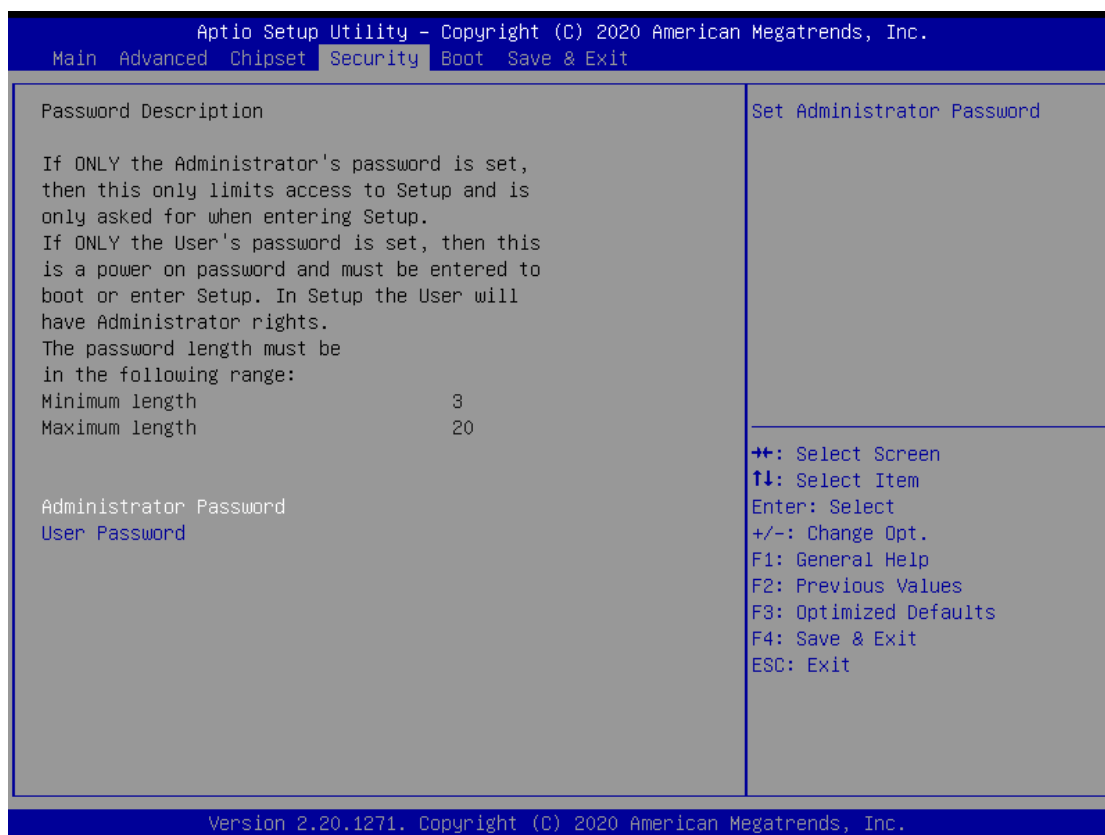 Aptio Setup Utility – Copyright (C) 2020 American Megatrends, Inc.
Main Advanced Chipset Security Boot Save & Exit
Password Description
If ONLY the Administrator's password is set,
then this only limits access to Setup and is
only asked for when entering Setup.
If ONLY the User's password is set, then this
is a power on password and must be entered to
boot or enter Setup. In Setup the User will
have Administrator rights.
The password length must be
in the following range:
Minimum length 3
Maximum length 20
Administrator Password
User Password
Set Administrator Password
→←: Select Screen
↑↓: Select Item
Enter: Select
+/-: Change Opt.
F1: General Help
F2: Previous Values
F3: Optimized Defaults
F4: Save & Exit
ESC: Exit
Version 2.20.1271. Copyright (C) 2020 American Megatrends, Inc.